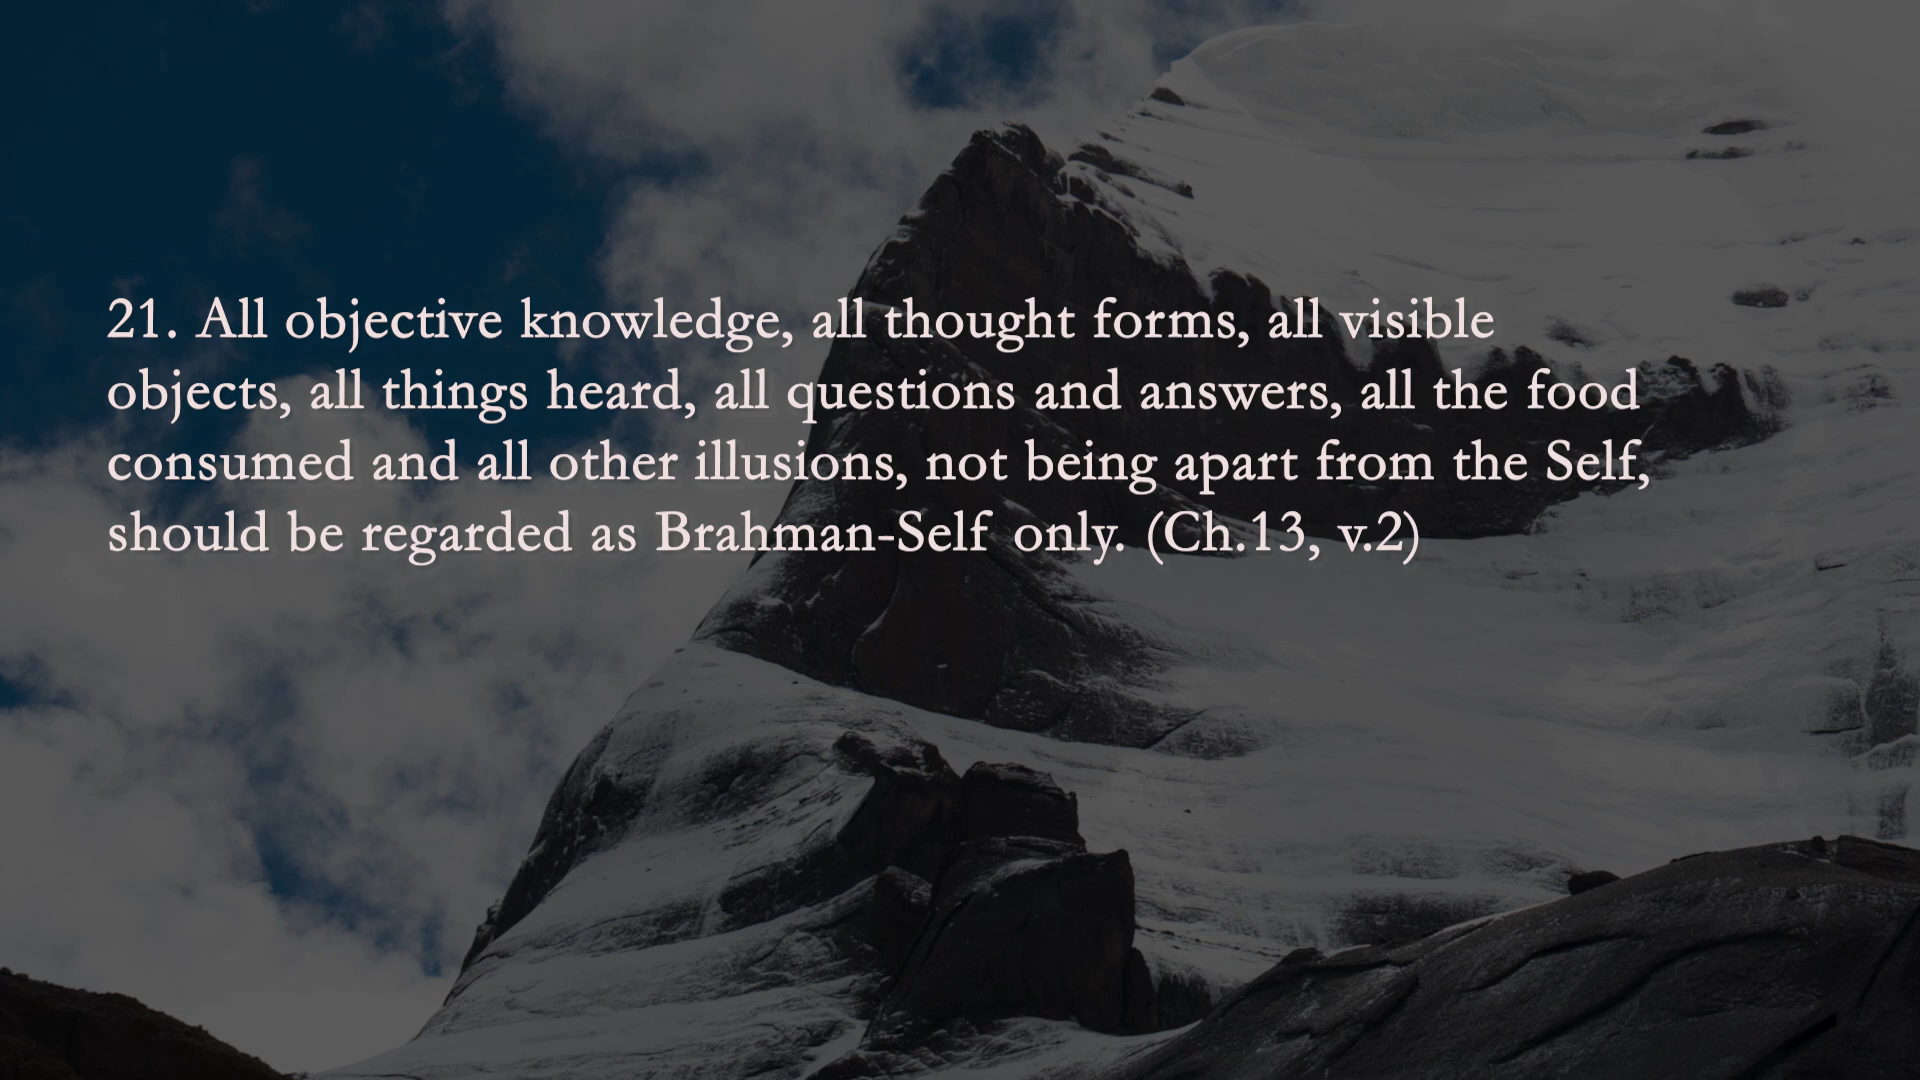 21. All objective knowledge, all thought forms, all visible
objects, all things heard, all questions and answers, all the food
consumed and all other illusions, not being apart from the Self,
should be regarded as Brahman-Self only. (Ch.13, v.2)